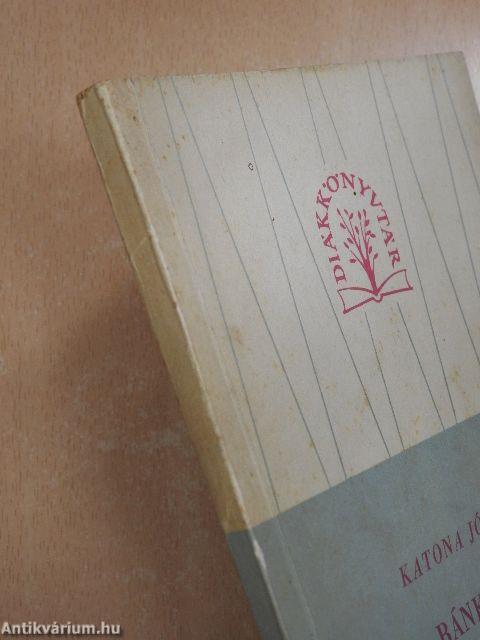 DIÁKKÖNYVTÁR
KATONA JÓ
BÁNK
Antikvárium.hu